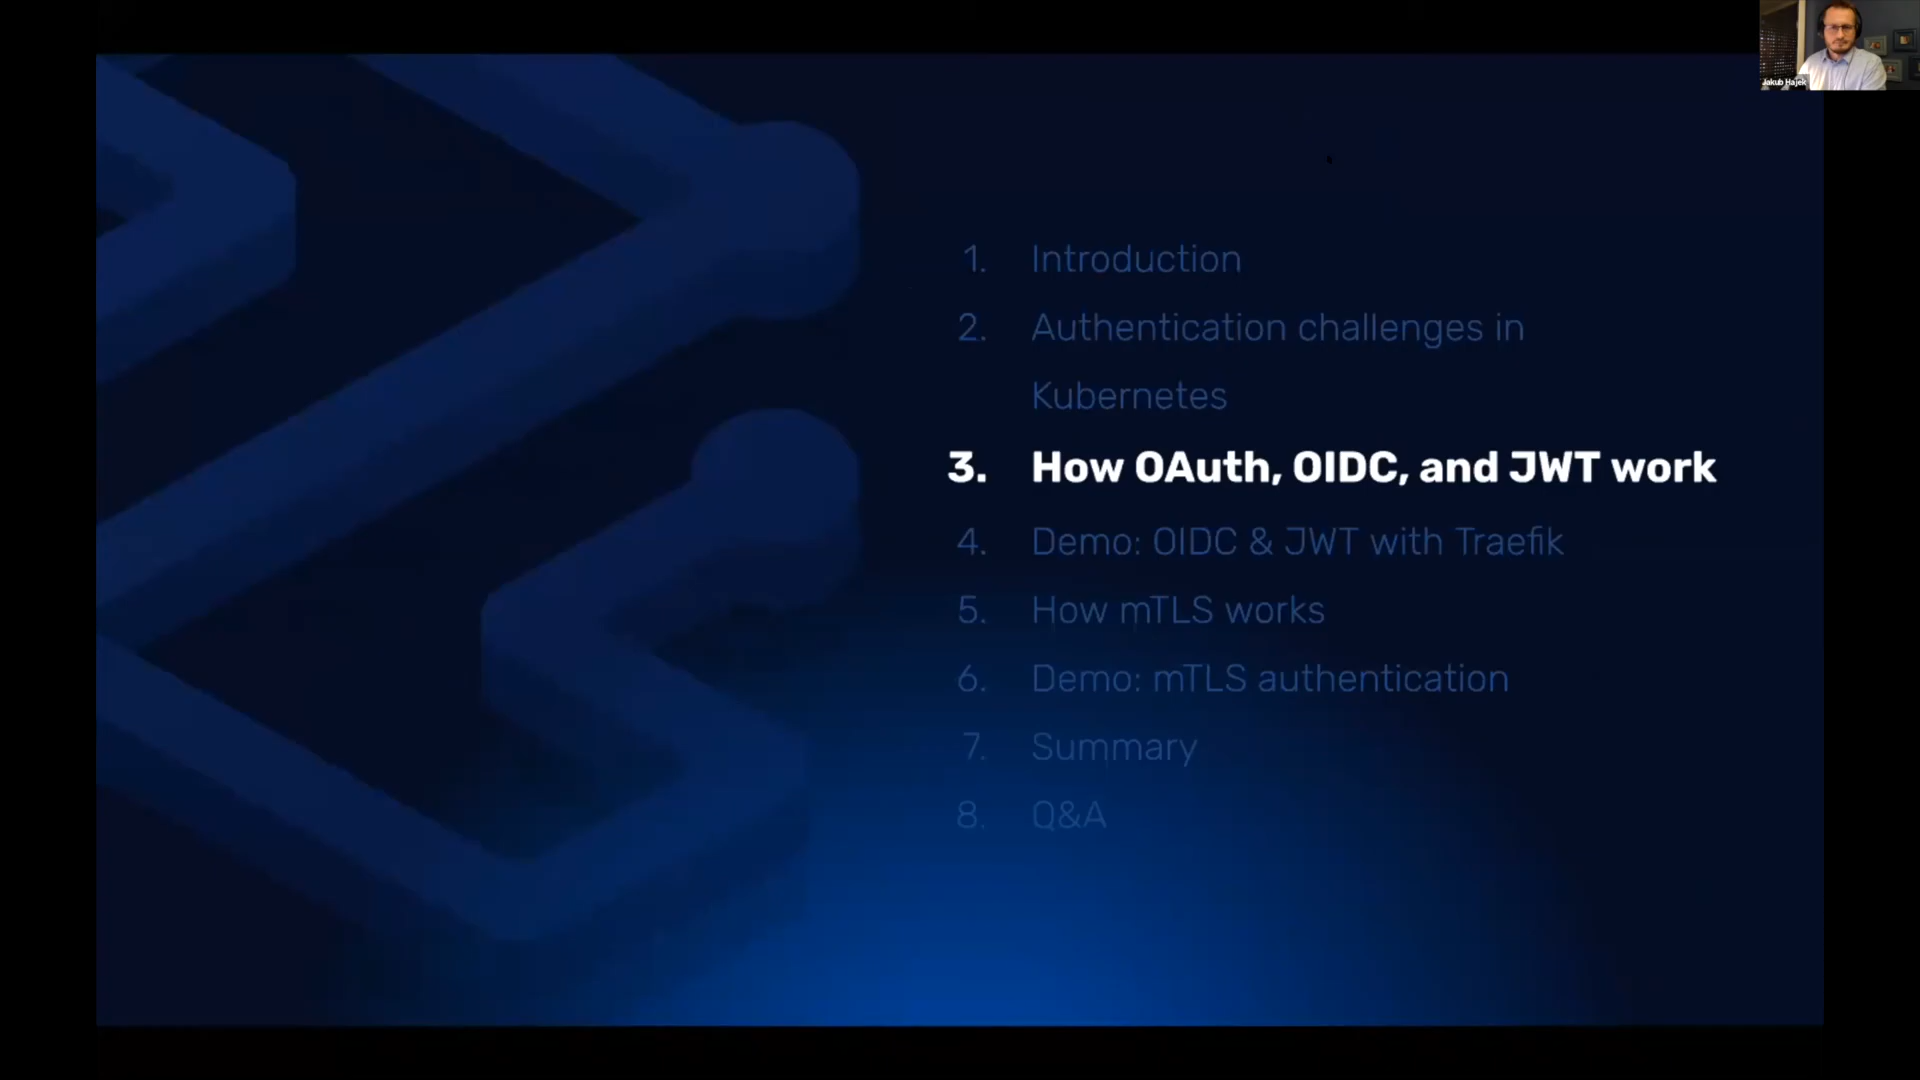 Jakub Hajek
1. Introduction
2. Authentication challenges in
Kubernetes
3. How OAuth, OIDC, and JWT work
4. Demo: OIDC & JWT with Traefik
5. How mTLS works
6. Demo: mTLS authentication
7. Summary
8. Q&A